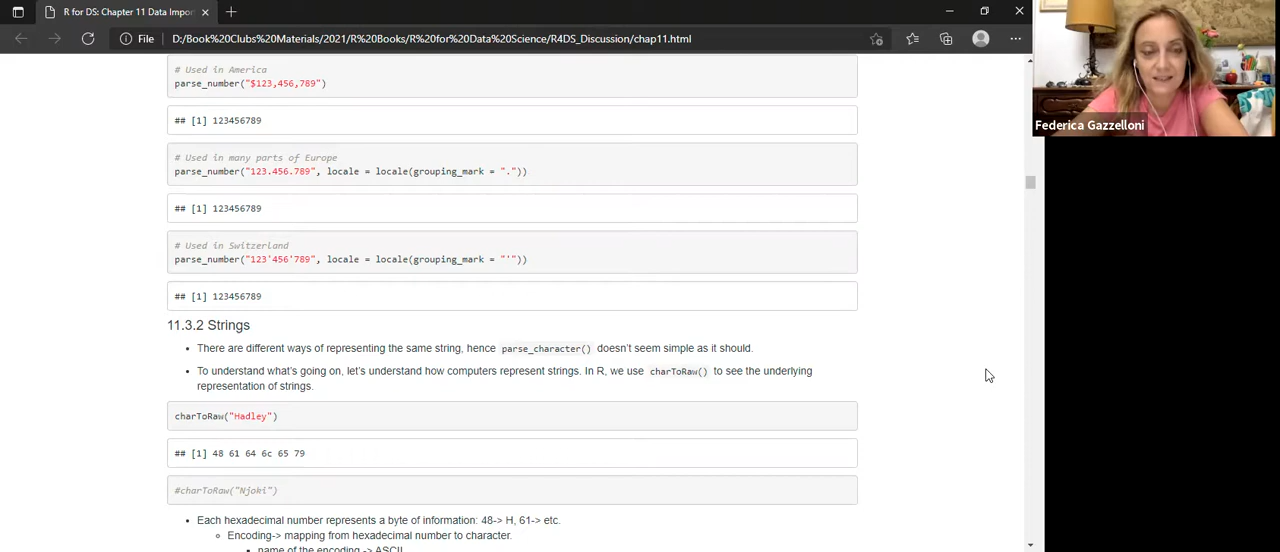 R for DS: Chapter 11 Data Impor
File
D:/Book%20Clubs%20Materials/2021/R%20Books/R%20for%20Data%20Science/R4DS_Discussion/chap11.html
Federica Gazzelloni
# Used in America
parse_number("$123,456,789")
## [1] 123456789
# Used in many parts of Europe
parse_number("123.456.789", locale = locale(grouping_mark = "."))
## [1] 123456789
# Used in Switzerland
parse_number("123'456'789", locale = locale(grouping_mark = "'"))
## [1] 123456789
11.3.2 Strings
There are different ways of representing the same string, hence parse_character() doesn't seem simple as it should.
To understand what's going on, let's understand how computers represent strings. In R, we use charToRaw() to see the underlying
representation of strings.
charToRaw("Hadley")
## [1] 48 61 64 6c 65 79
#charToRaw("Njoki")
Each hexadecimal number represents a byte of information: 48-> H, 61-> etc.
Encoding-> mapping from hexadecimal number to character.
name of the encoding -> ASCII